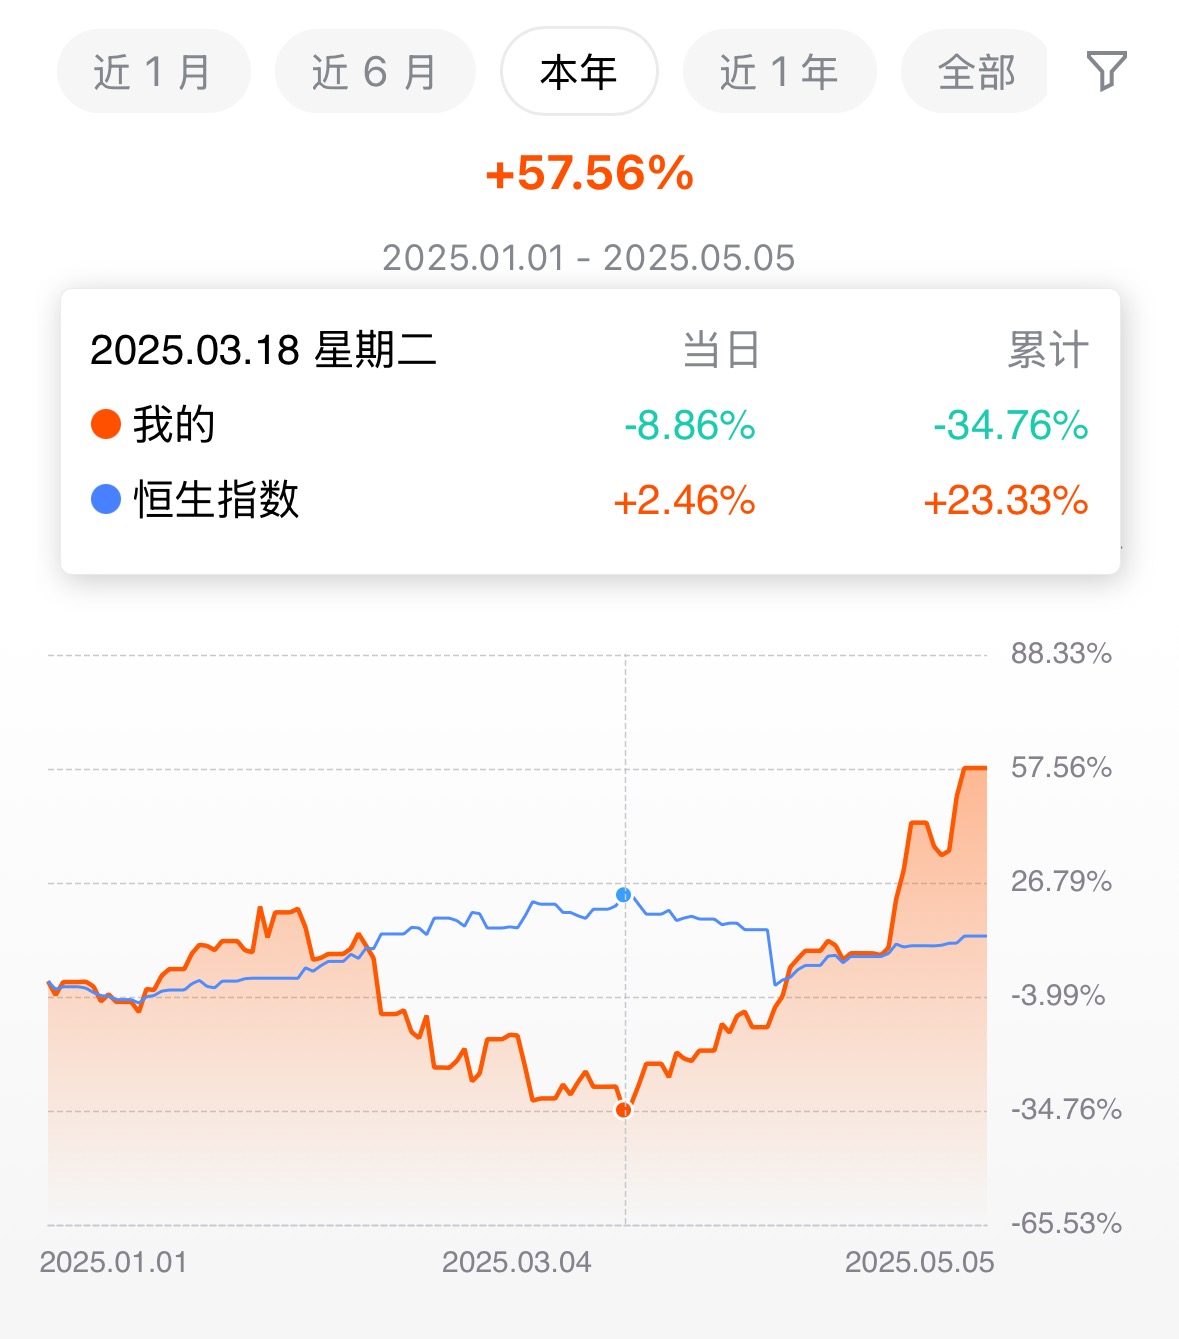 近 1 月 近 6 月 本年 近 1 年 全部
+57.56%
2025.01.01 - 2025.05.05
2025.03.18 星期二 当日 累计
我的 -8.86% -34.76%
恒生指数 +2.46% +23.33%
88.33%
57.56%
26.79%
-3.99%
-34.76%
-65.53%
2025.01.01 2025.03.04 2025.05.05